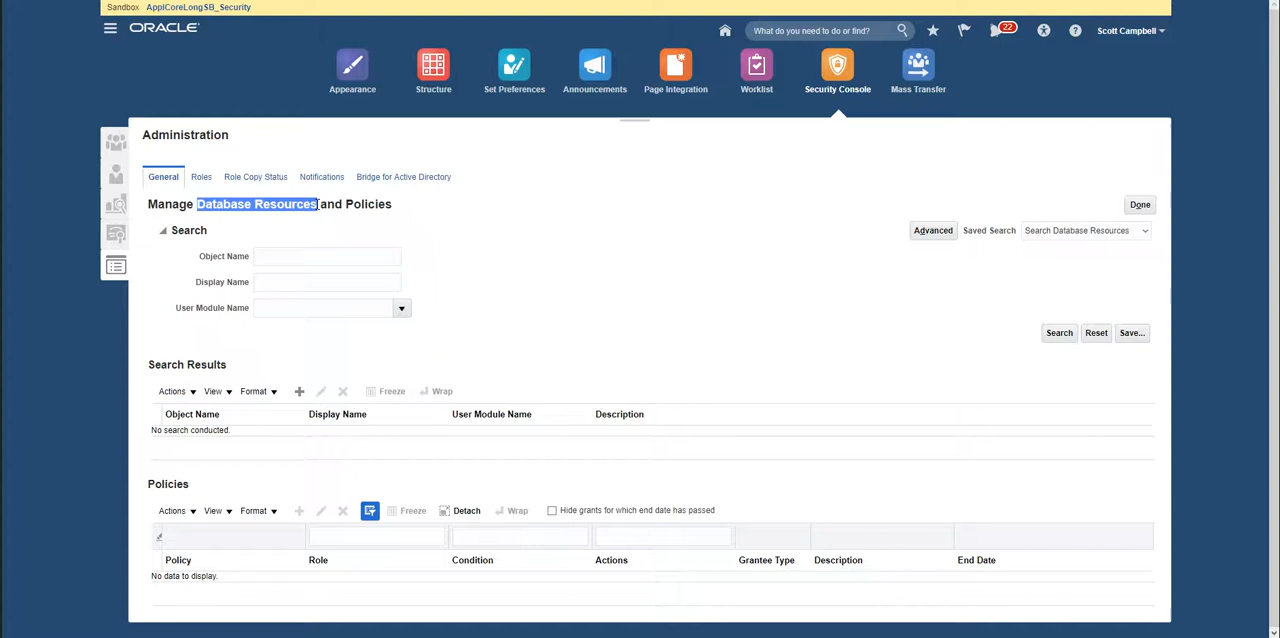 Sandbox ApplCoreLongSB_Security
ORACLE
What do you need to do or find?
22
Scott Campbell
Appearance
Structure
Set Preferences
Announcements
Page Integration
Worklist
Security Console
Mass Transfer
Administration
General
Roles
Role Copy Status
Notifications
Bridge for Active Directory
Manage Database Resources and Policies
Done
Search
Advanced
Saved Search
Search Database Resources
Object Name
Display Name
User Module Name
Search
Reset
Save...
Search Results
Actions
View
Format
Freeze
Wrap
Object Name
Display Name
User Module Name
Description
No search conducted.
Policies
Actions
View
Format
Freeze
Detach
Wrap
Hide grants for which end date has passed
Policy
Role
Condition
Actions
Grantee Type
Description
End Date
No data to display.